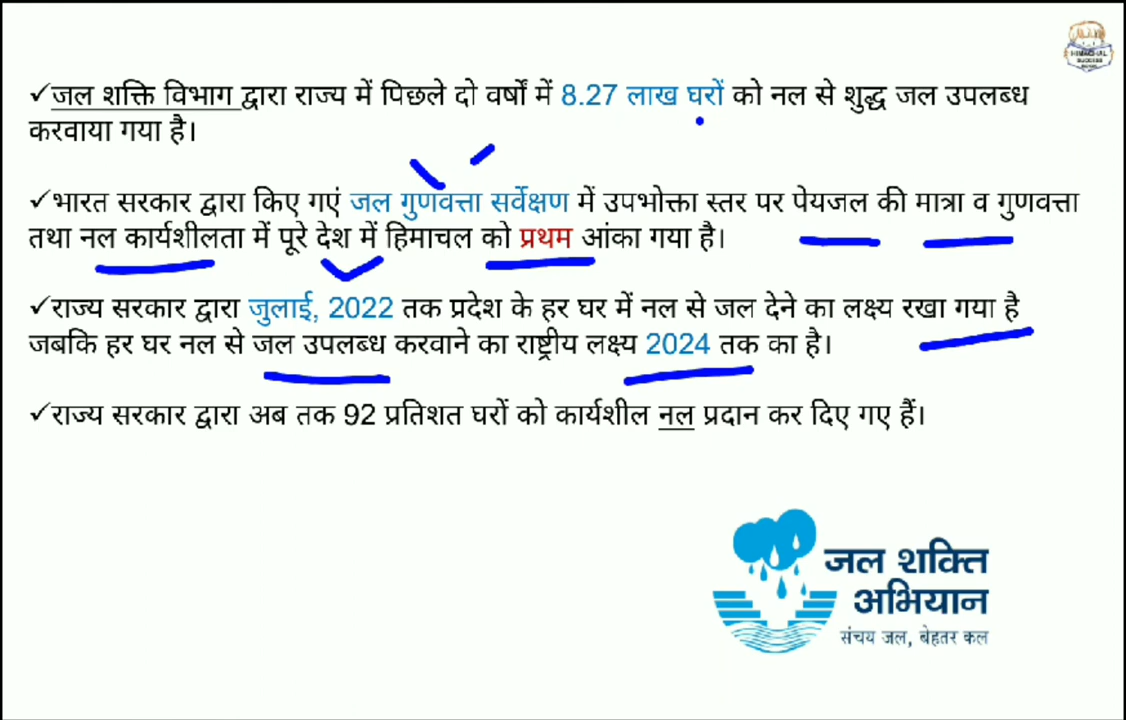 HIMACHAL
SUCCESS
✓जल शक्ति विभाग द्वारा राज्य में पिछले दो वर्षों में 8.27 लाख घरों को नल से शुद्ध जल उपलब्ध
करवाया गया है।
✓भारत सरकार द्वारा किए गएं जल गुणवत्ता सर्वेक्षण में उपभोक्ता स्तर पर पेयजल की मात्रा व गुणवत्ता
तथा नल कार्यशीलता में पूरे देश में हिमाचल को प्रथम आंका गया है।
✓राज्य सरकार द्वारा जुलाई, 2022 तक प्रदेश के हर घर में नल से जल देने का लक्ष्य रखा गया है
जबकि हर घर नल से जल उपलब्ध करवाने का राष्ट्रीय लक्ष्य 2024 तक का है।
✓राज्य सरकार द्वारा अब तक 92 प्रतिशत घरों को कार्यशील नल प्रदान कर दिए गए हैं।
जल शक्ति
अभियान
संचय जल, बेहतर कल